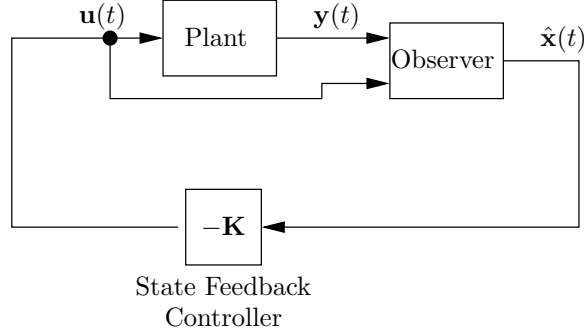 u(t)
Plant
y(t)
Observer
x̂(t)
−K
State Feedback
Controller